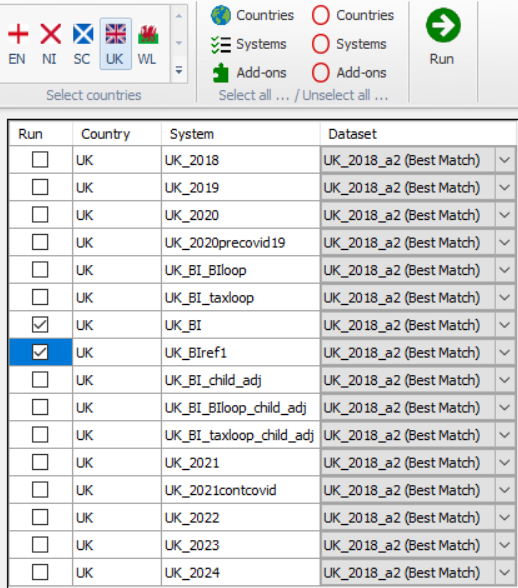 Countries Countries
Systems Systems
Add-ons Add-ons
EN NI SC UK WL Run
Select countries Select all ... / Unselect all ...
Run Country System Dataset
UK UK_2018 UK_2018_a2 (Best Match)
UK UK_2019 UK_2018_a2 (Best Match)
UK UK_2020 UK_2018_a2 (Best Match)
UK UK_2020precovid19 UK_2018_a2 (Best Match)
UK UK_BI_BIloop UK_2018_a2 (Best Match)
UK UK_BI_taxloop UK_2018_a2 (Best Match)
UK UK_BI UK_2018_a2 (Best Match)
UK UK_BIref1 UK_2018_a2 (Best Match)
UK UK_BI_child_adj UK_2018_a2 (Best Match)
UK UK_BI_BIloop_child_adj UK_2018_a2 (Best Match)
UK UK_BI_taxloop_child_adj UK_2018_a2 (Best Match)
UK UK_2021 UK_2018_a2 (Best Match)
UK UK_2021contcovid UK_2018_a2 (Best Match)
UK UK_2022 UK_2018_a2 (Best Match)
UK UK_2023 UK_2018_a2 (Best Match)
UK UK_2024 UK_2018_a2 (Best Match)